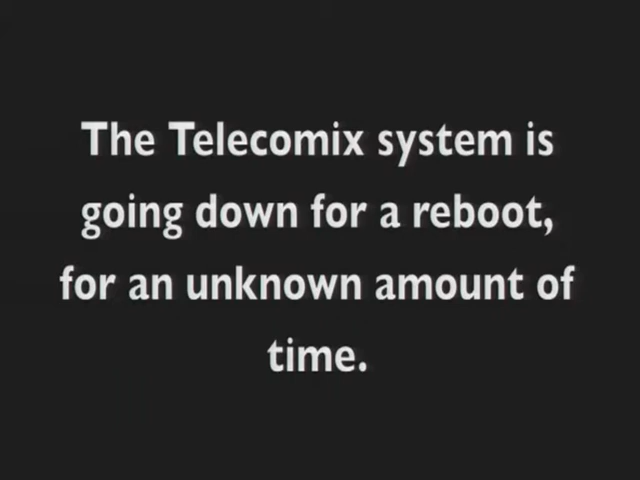 The Telecomix system is
going down for a reboot,
for an unknown amount of
time.